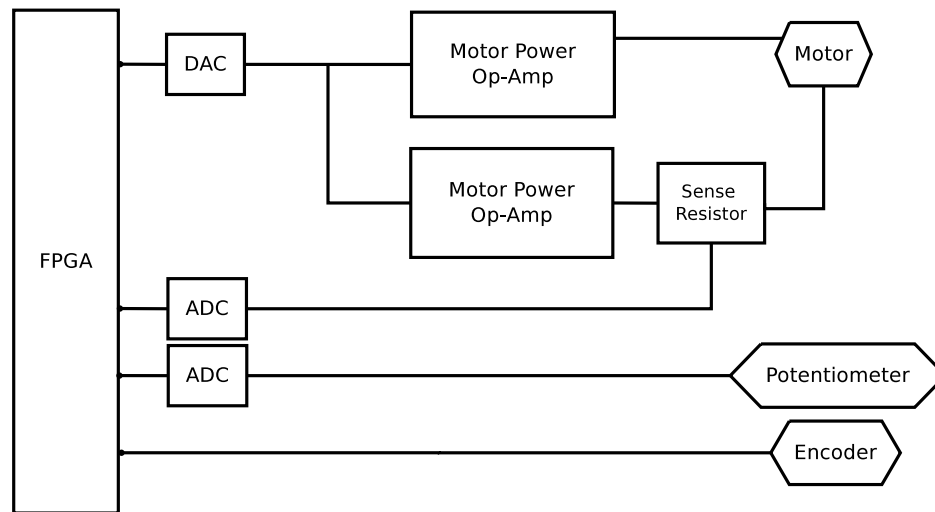 Motor Power
Op-Amp
DAC
Motor
Motor Power
Op-Amp
Sense
Resistor
FPGA
ADC
ADC
Potentiometer
Encoder